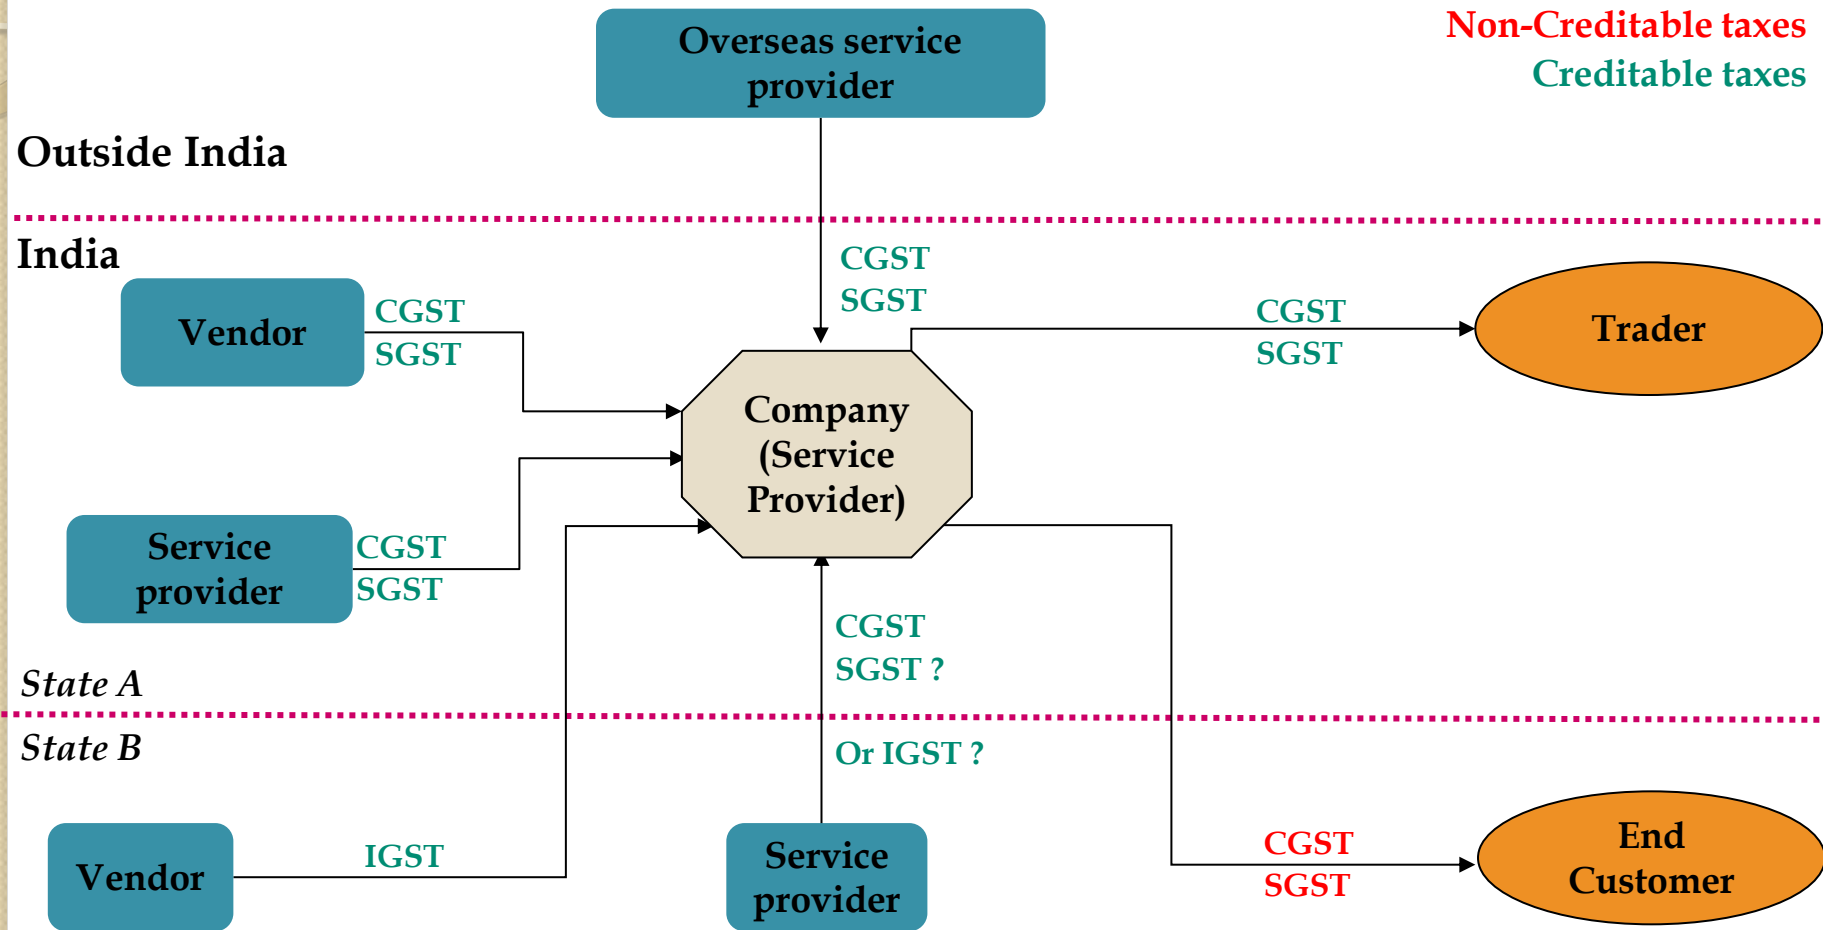 Overseas service
provider
Non-Creditable taxes
Creditable taxes
Outside India
India
CGST
SGST
Vendor
CGST
SGST
CGST
SGST
Trader
Company
(Service
Provider)
Service
provider
CGST
SGST
CGST
SGST ?
State A
State B
Or IGST ?
Vendor
IGST
Service
provider
CGST
SGST
End
Customer